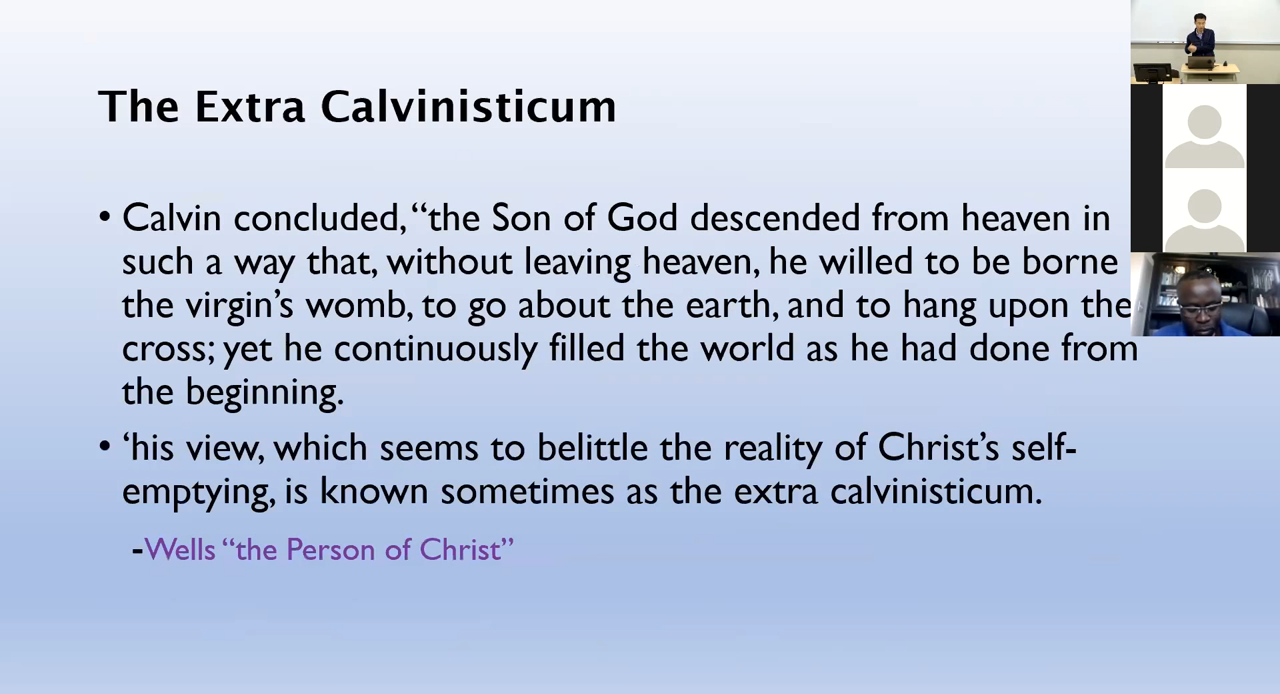 The Extra Calvinisticum
• Calvin concluded, “the Son of God descended from heaven in
such a way that, without leaving heaven, he willed to be borne
the virgin’s womb, to go about the earth, and to hang upon the
cross; yet he continuously filled the world as he had done from
the beginning.
• ‘his view, which seems to belittle the reality of Christ’s self-
emptying, is known sometimes as the extra calvinisticum.
-Wells “the Person of Christ”